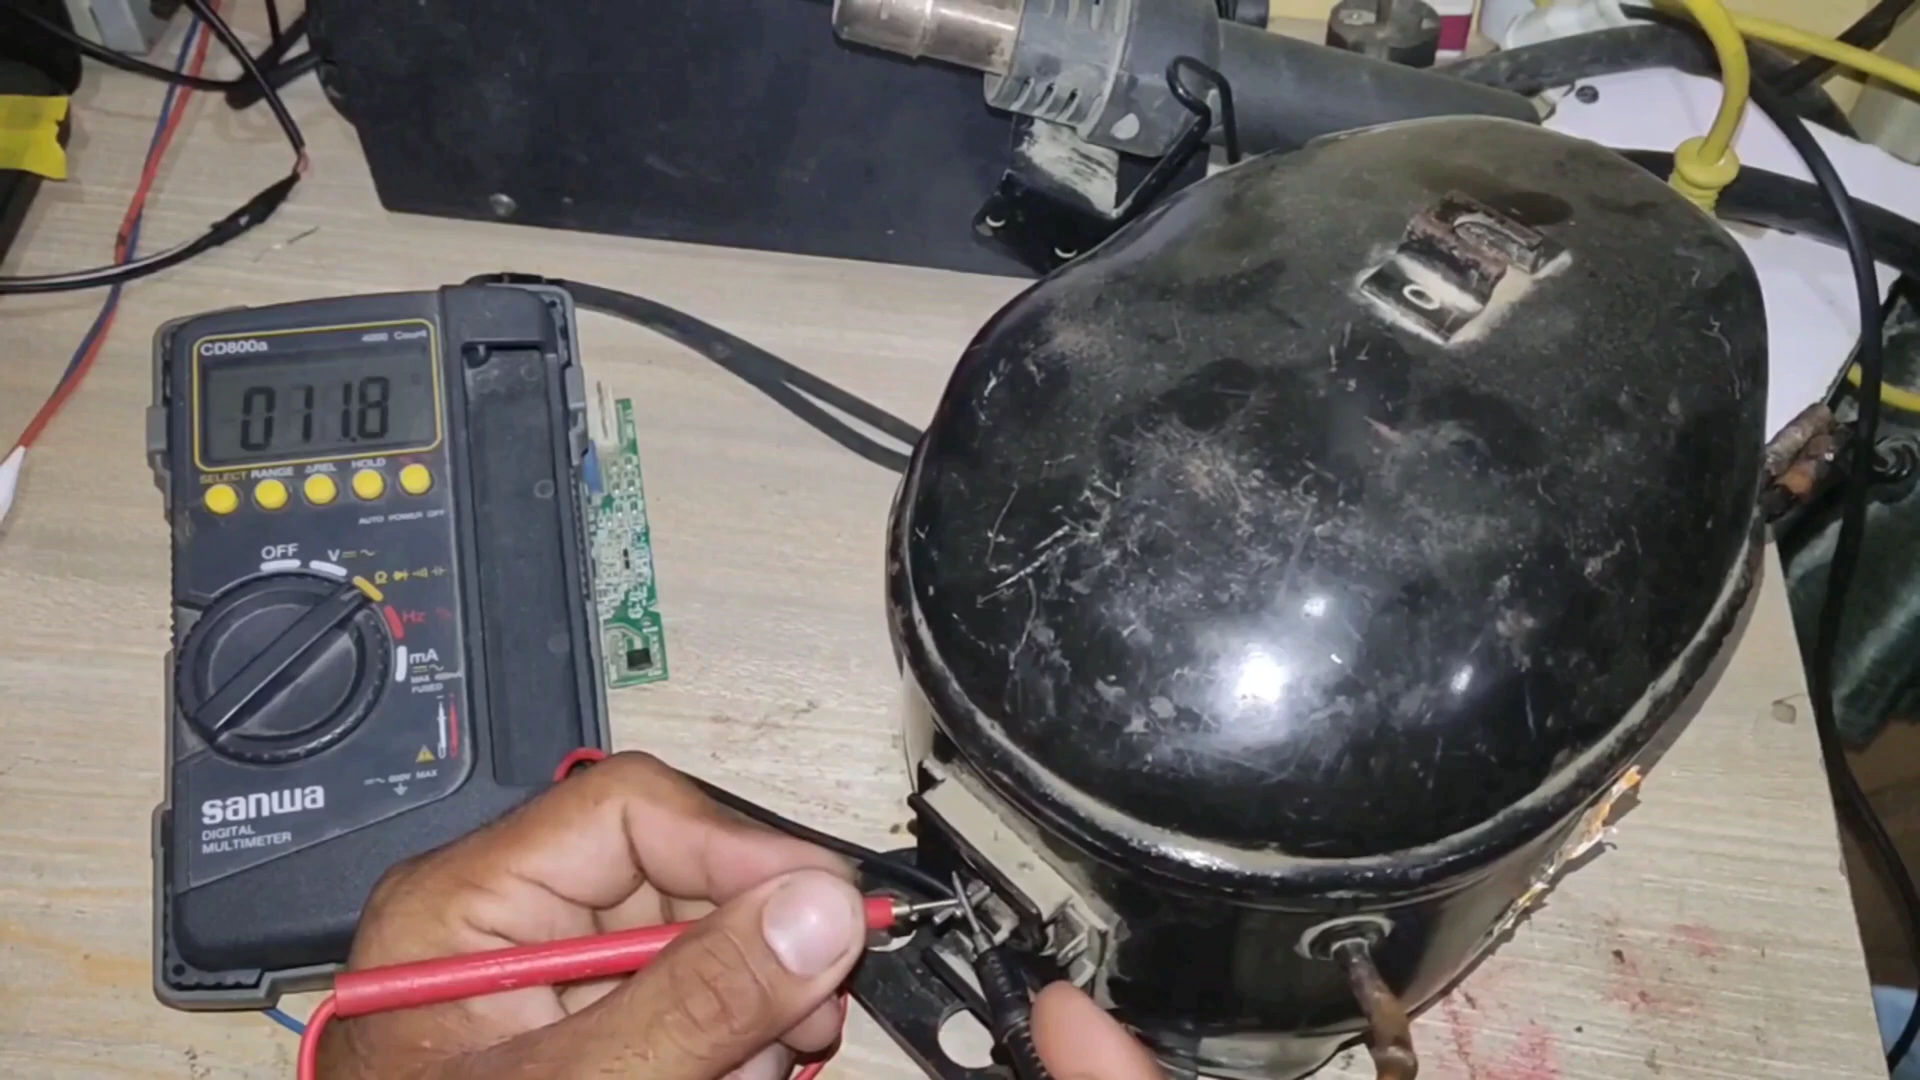 CD800a
4000 Count
011.8
SELECT RANGE ΔREL HOLD
AUTO POWER OFF
OFF
V
Ω
Hz
mA
FUSED
MAX
sanwa
DIGITAL
MULTIMETER